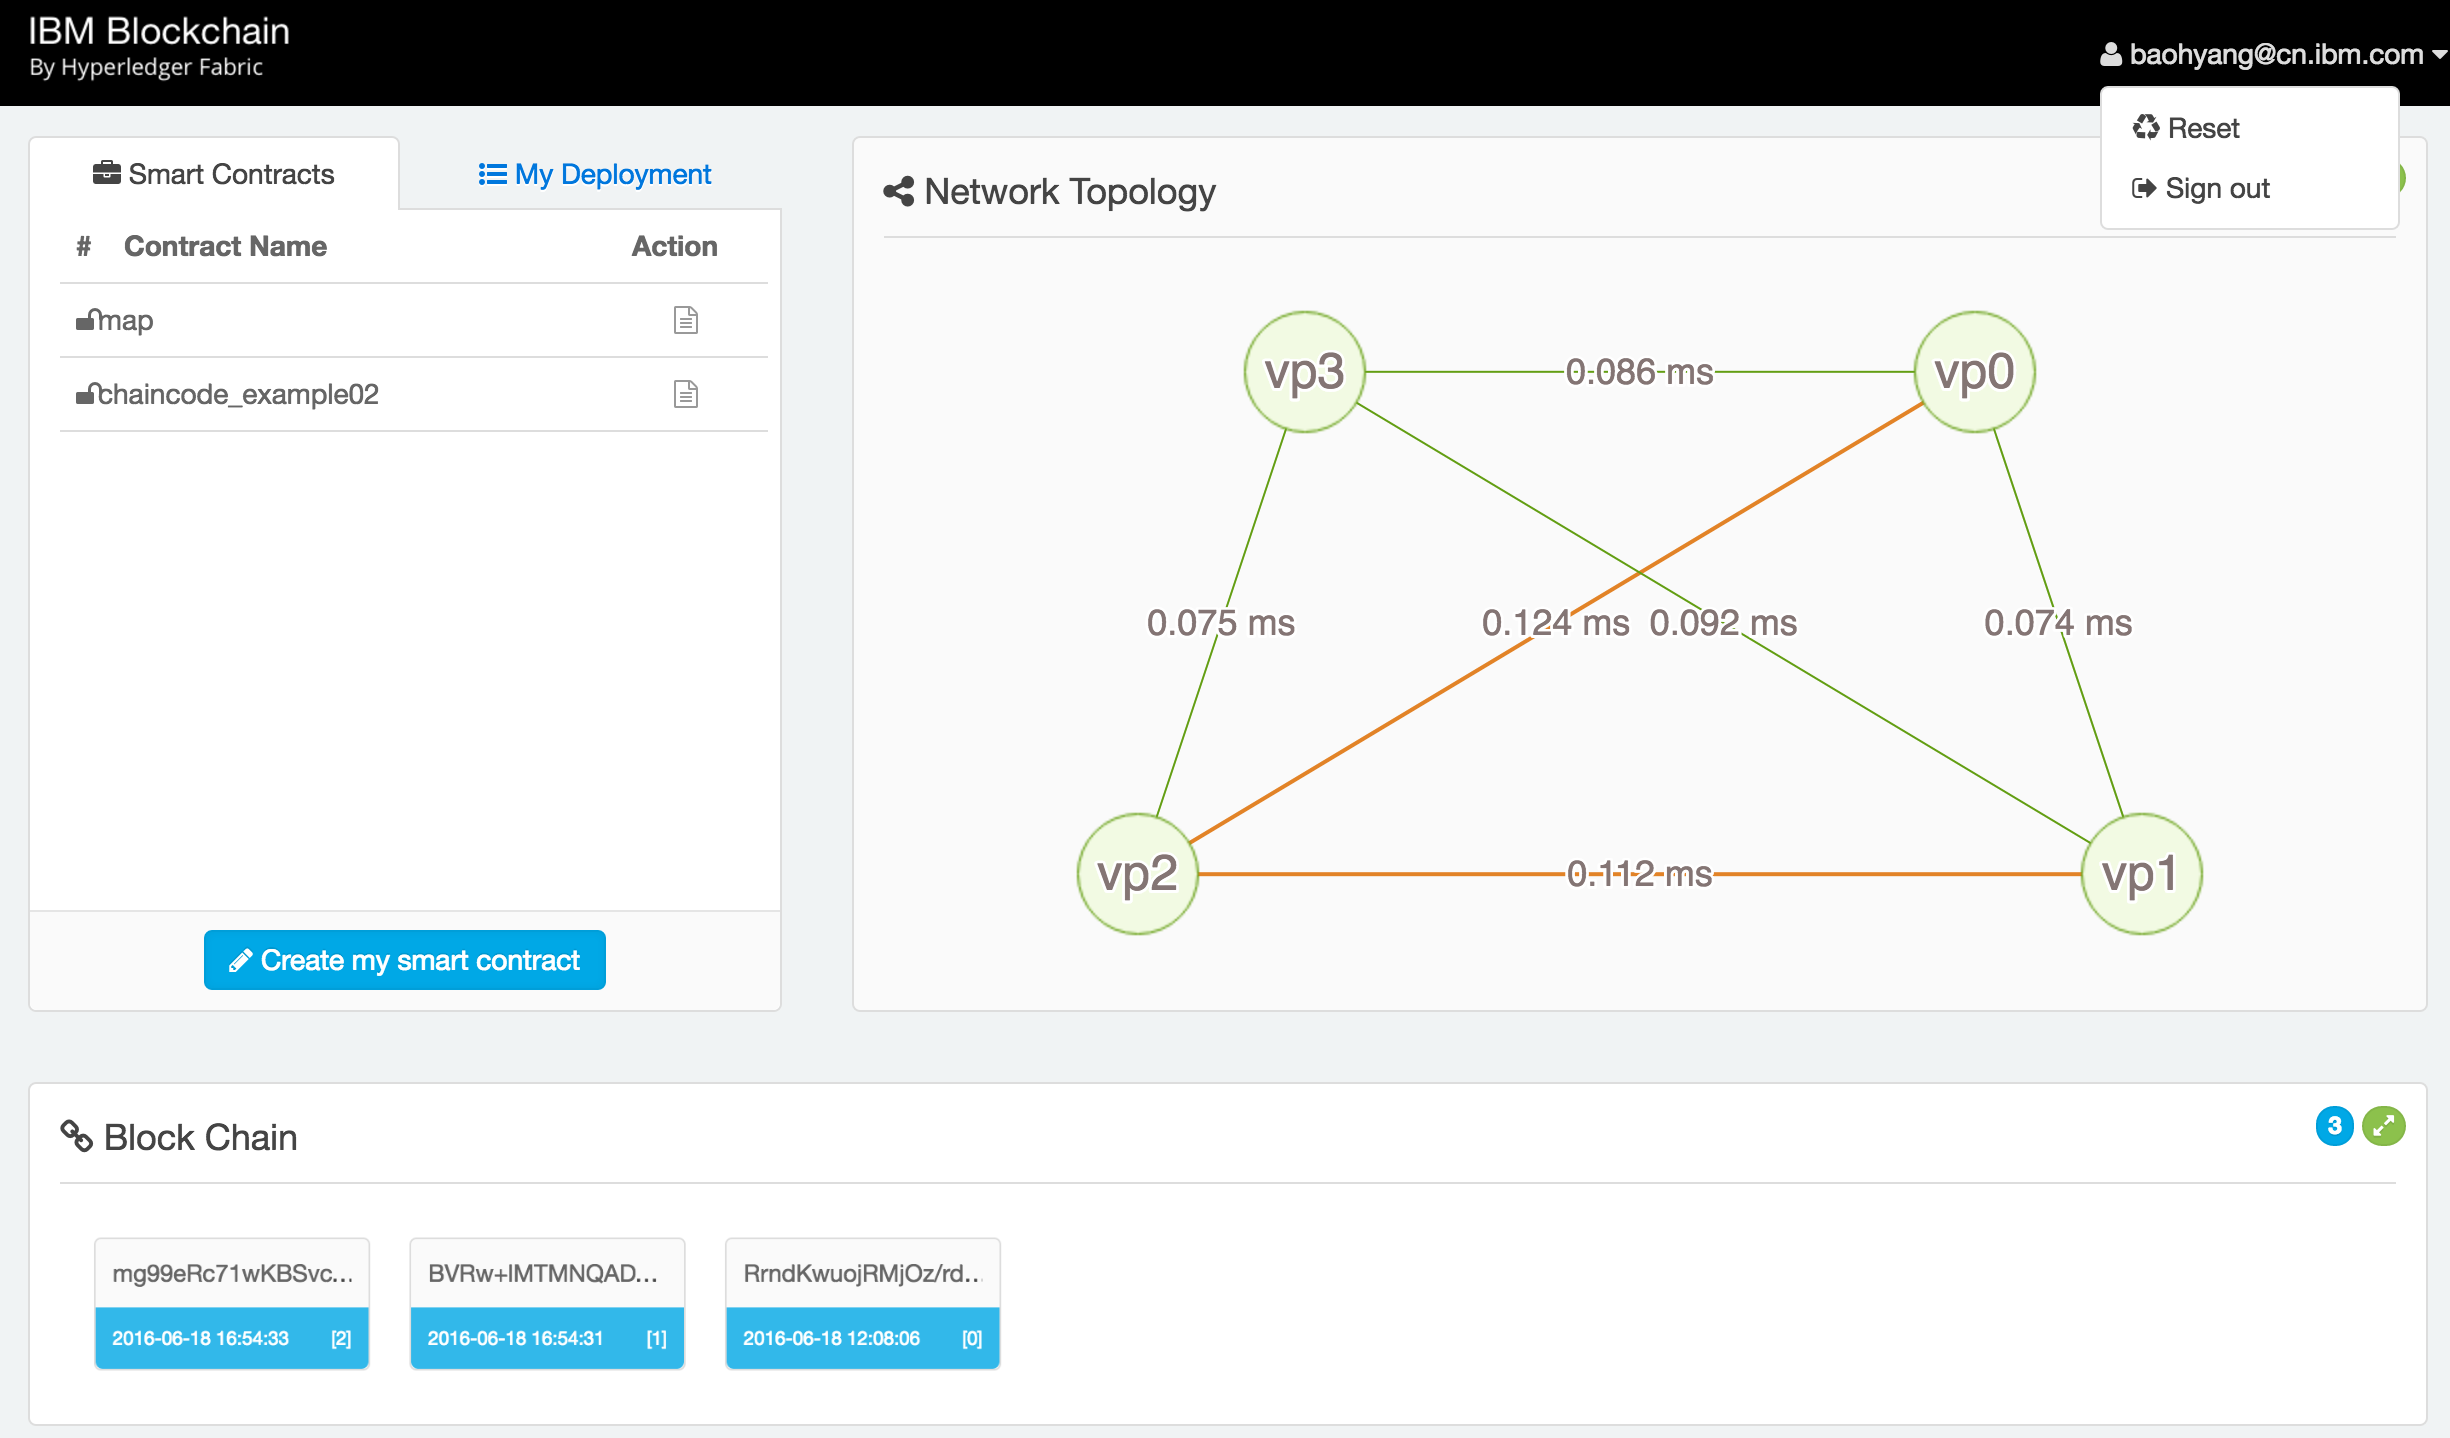 IBM Blockchain
By Hyperledger Fabric
baohyang@cn.ibm.com
Reset
Sign out
Smart Contracts
My Deployment
# Contract Name Action
map
chaincode_example02
Create my smart contract
Network Topology
vp3 0.086 ms vp0
0.075 ms 0.124 ms 0.092 ms 0.074 ms
vp2 0.112 ms vp1
Block Chain
3
mg99eRc71wKBSvc...
2016-06-18 16:54:33 [2]
BVRw+IMTMNQAD...
2016-06-18 16:54:31 [1]
RrndKwuojRMjOz/rd...
2016-06-18 12:08:06 [0]